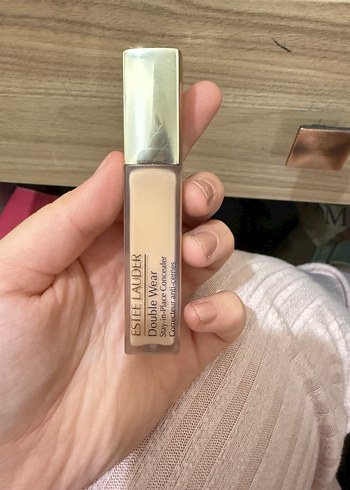 ESTEE LAUDER
Double Wear
Stay-in-Place Concealer
Correcteur anti-cernes
M